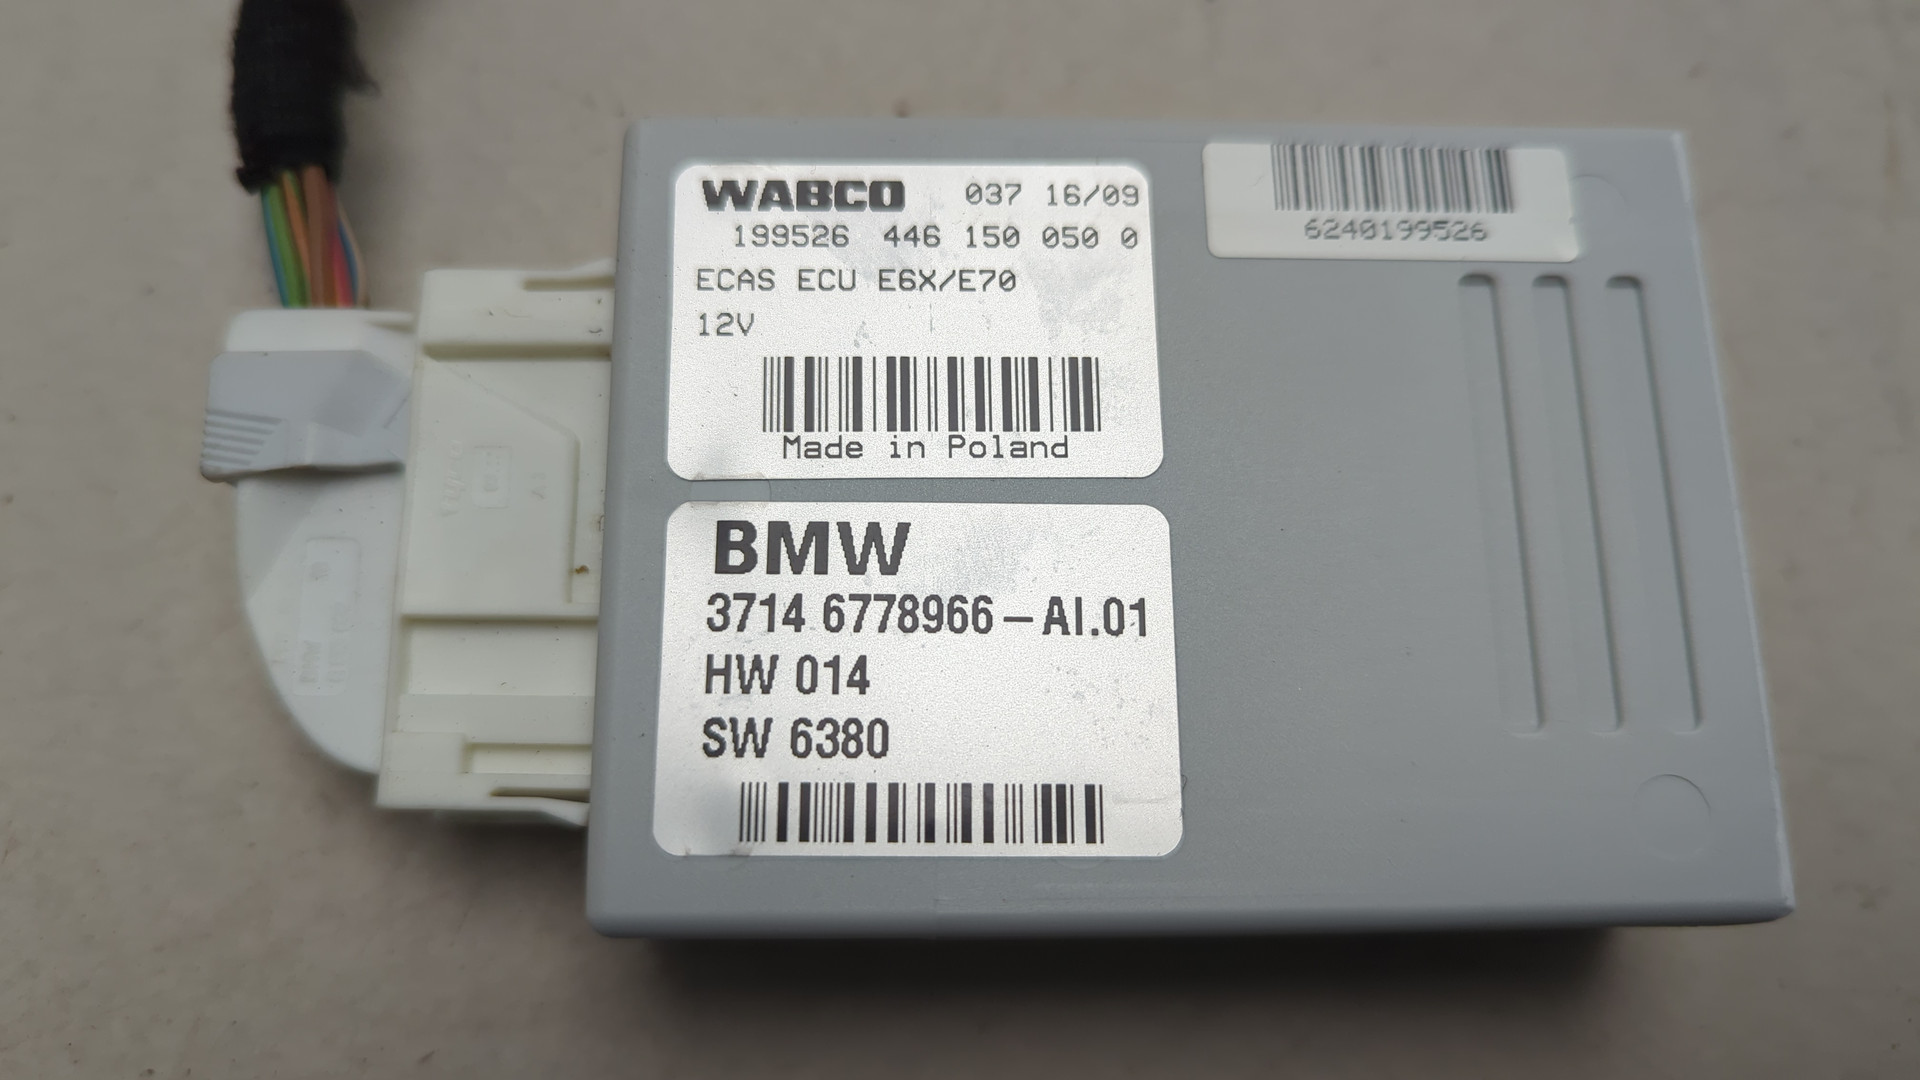 WABCO 037 16/09
199526 446 150 050 0
ECAS ECU E6X/E70
12V
Made in Poland
6240199526
BMW
3714 6778966-AI.01
HW 014
SW 6380